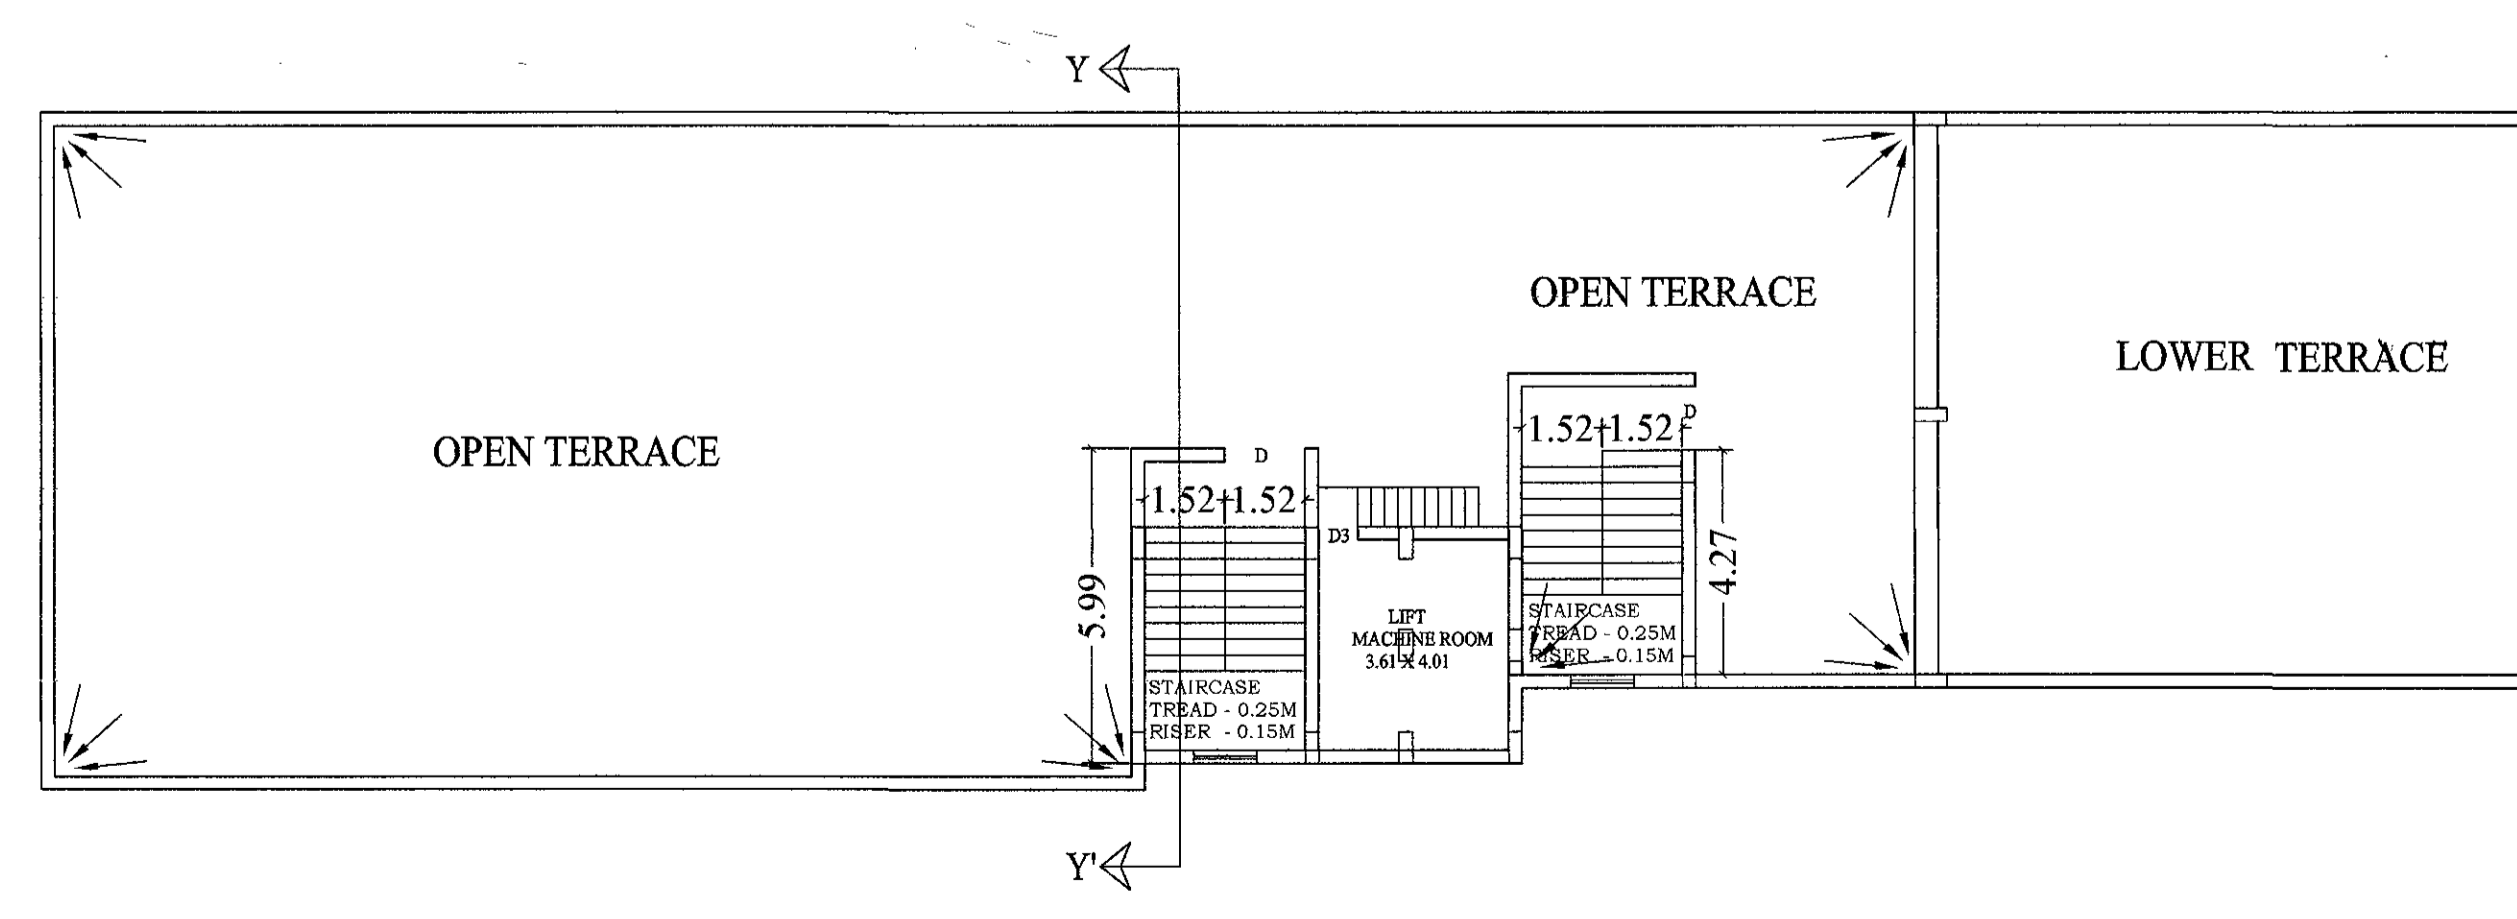 Y
OPEN TERRACE
LOWER TERRACE
1.52 1.52
D
OPEN TERRACE
D
1.52 1.52
D3
5.99
4.27
LIFT
MACHINE ROOM
3.61 X 4.01
STAIRCASE
TREAD - 0.25M
RISER - 0.15M
STAIRCASE
TREAD - 0.25M
RISER - 0.15M
Y'